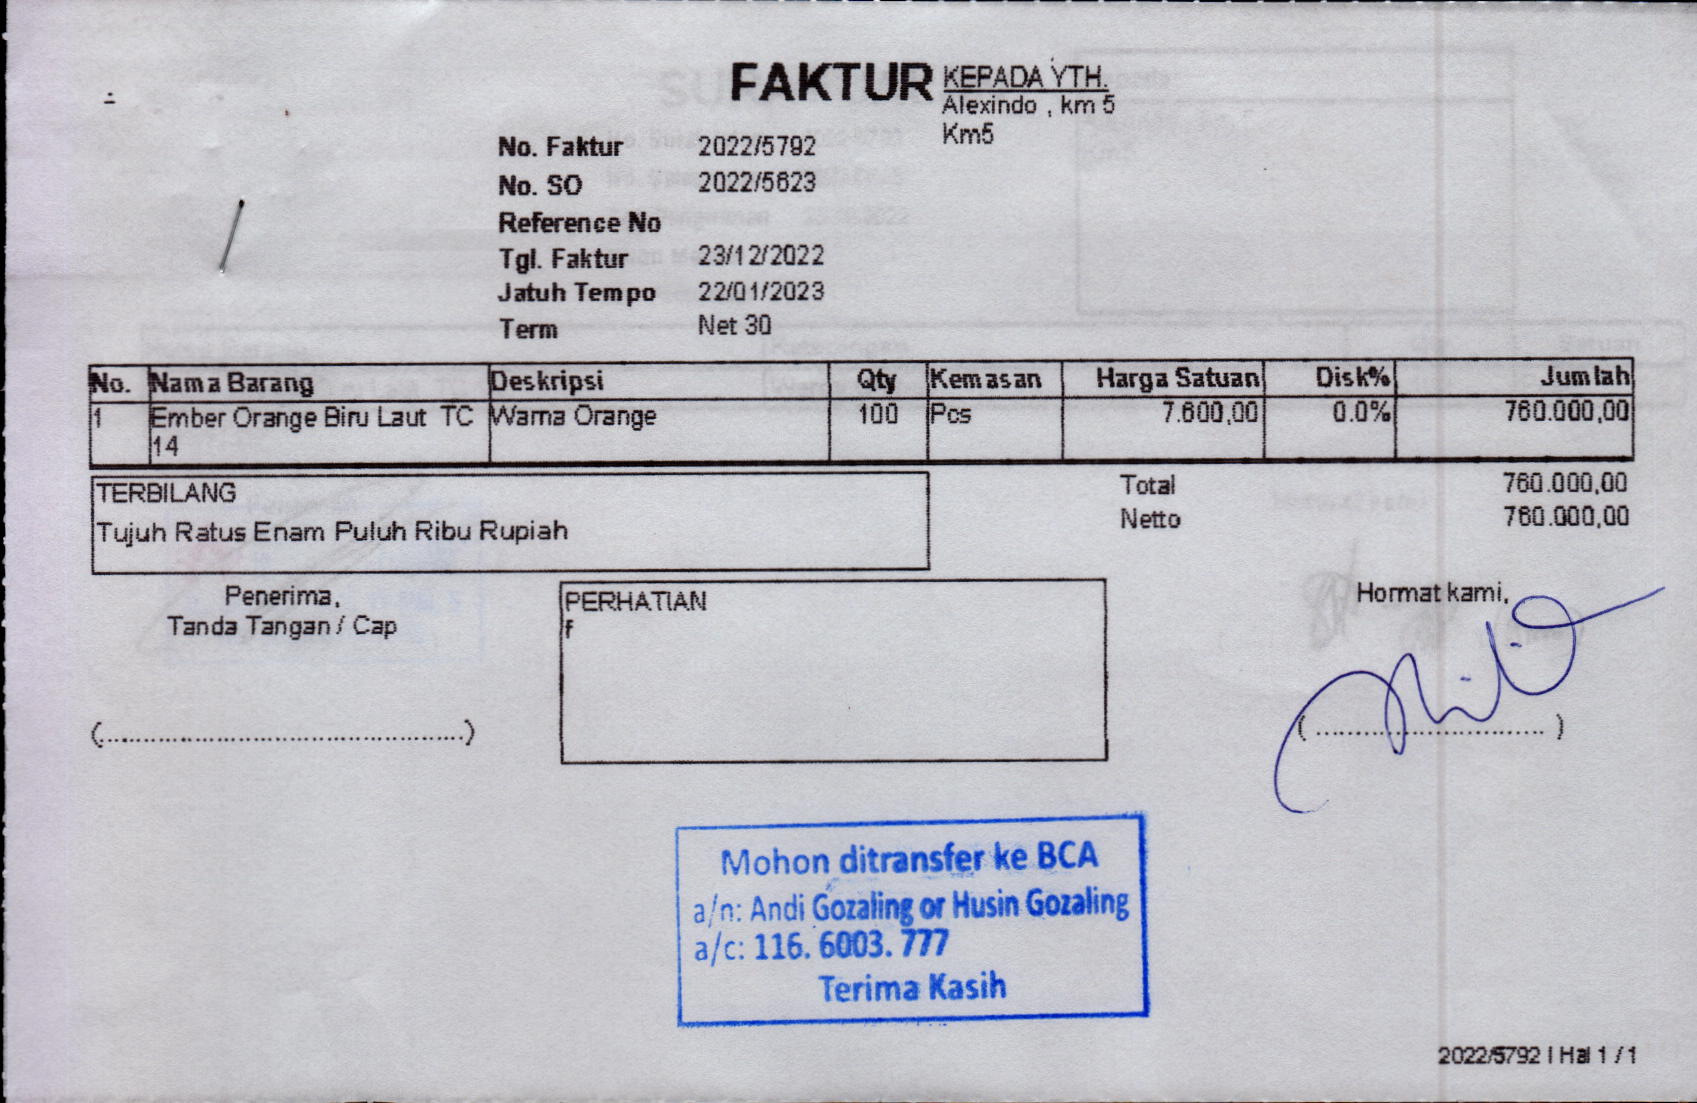 FAKTUR
KEPADA YTH.
Alexindo , km 5
Km5
No. Faktur 2022/5792
No. SO 2022/5623
Reference No
Tgl. Faktur 23/12/2022
Jatuh Tempo 22/01/2023
Term Net 30
No. Nama Barang Deskripsi Qty Kemasan Harga Satuan Disk% Jumlah
1 Ember Orange Biru Laut TC Warna Orange 100 Pcs 7.600,00 0.0% 760.000,00
14
TERBILANG
Tujuh Ratus Enam Puluh Ribu Rupiah
Total 760.000,00
Netto 760.000,00
Penerima,
Tanda Tangan / Cap
(..................................................)
PERHATIAN
f
Hormat kami,
( ............................... )
Mohon ditransfer ke BCA
a/n: Andi Gozaling or Husin Gozaling
a/c: 116. 6003. 777
Terima Kasih
2022/5792 | Hal 1 / 1